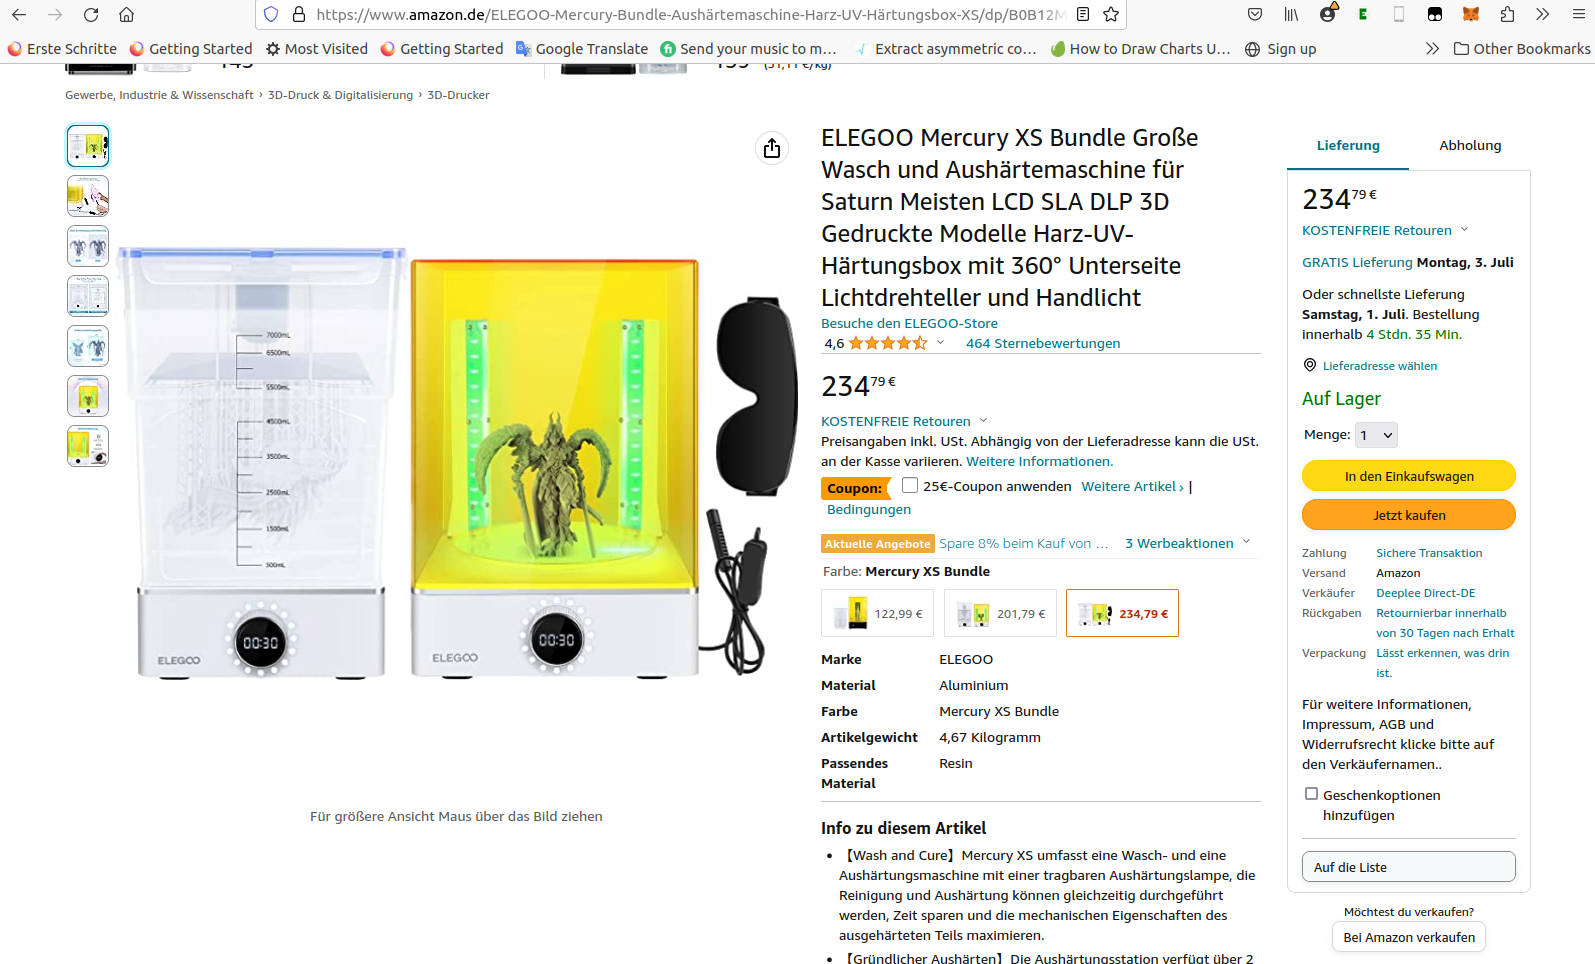 https://www.amazon.de/ELEGOO-Mercury-Bundle-Aushärtemaschine-Harz-UV-Härtungsbox-XS/dp/B0B12M
Erste Schritte
Getting Started
Most Visited
Getting Started
Google Translate
Send your music to m…
Extract asymmetric co…
How to Draw Charts U…
Sign up
Other Bookmarks
Gewerbe, Industrie & Wissenschaft › 3D-Druck & Digitalisierung › 3D-Drucker
7000mL
6500mL
5500mL
4500mL
3500mL
2500mL
1500mL
500mL
00:30
ELEGOO
00:30
ELEGOO
Für größere Ansicht Maus über das Bild ziehen
ELEGOO Mercury XS Bundle Große
Wasch und Aushärtemaschine für
Saturn Meisten LCD SLA DLP 3D
Gedruckte Modelle Harz-UV-
Härtungsbox mit 360° Unterseite
Lichtdrehteller und Handlicht
Besuche den ELEGOO-Store
4,6 464 Sternebewertungen
234 79 €
KOSTENFREIE Retouren
Preisangaben inkl. USt. Abhängig von der Lieferadresse kann die USt.
an der Kasse variieren. Weitere Informationen.
Coupon: 25€-Coupon anwenden Weitere Artikel › |
Bedingungen
Aktuelle Angebote Spare 8% beim Kauf von … 3 Werbeaktionen
Farbe: Mercury XS Bundle
122,99 €
201,79 €
234,79 €
Marke ELEGOO
Material Aluminium
Farbe Mercury XS Bundle
Artikelgewicht 4,67 Kilogramm
Passendes Resin
Material
Info zu diesem Artikel
• 【Wash and Cure】Mercury XS umfasst eine Wasch- und eine
Aushärtungsmaschine mit einer tragbaren Aushärtungslampe, die
Reinigung und Aushärtung können gleichzeitig durchgeführt
werden, Zeit sparen und die mechanischen Eigenschaften des
ausgehärteten Teils maximieren.
• 【Gründlicher Aushärten】Die Aushärtungsstation verfügt über 2
Lieferung
Abholung
234 79 €
KOSTENFREIE Retouren
GRATIS Lieferung Montag, 3. Juli
Oder schnellste Lieferung
Samstag, 1. Juli. Bestellung
innerhalb 4 Stdn. 35 Min.
Lieferadresse wählen
Auf Lager
Menge: 1
In den Einkaufswagen
Jetzt kaufen
Zahlung Sichere Transaktion
Versand Amazon
Verkäufer Deeplee Direct-DE
Rückgaben Retournierbar innerhalb
von 30 Tagen nach Erhalt
Verpackung Lässt erkennen, was drin
ist.
Für weitere Informationen,
Impressum, AGB und
Widerrufsrecht klicke bitte auf
den Verkäufernamen..
Geschenkoptionen
hinzufügen
Auf die Liste
Möchtest du verkaufen?
Bei Amazon verkaufen